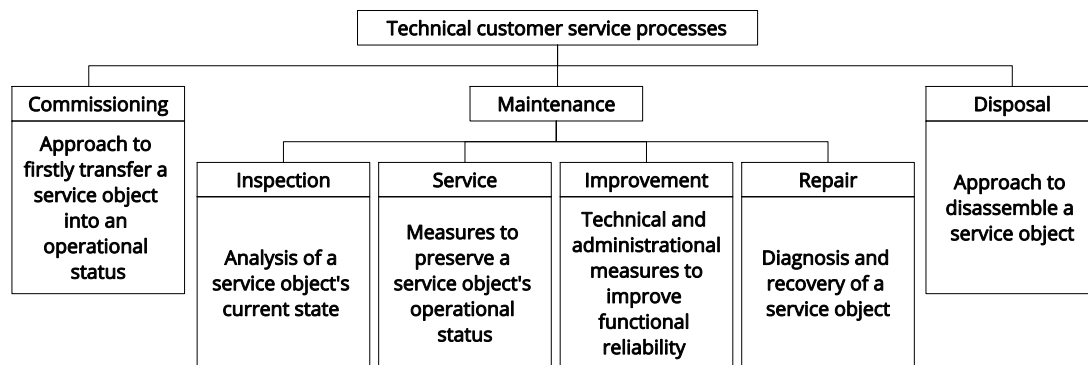 Technical customer service processes
Commissioning
Approach to
firstly transfer a
service object
into an
operational
status
Maintenance
Inspection
Analysis of a
service object's
current state
Service
Measures to
preserve a
service object's
operational
status
Improvement
Technical and
administrational
measures to
improve
functional
reliability
Repair
Diagnosis and
recovery of a
service object
Disposal
Approach to
disassemble a
service object